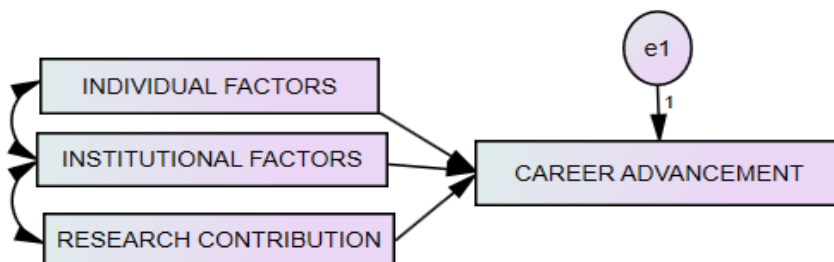 e1
1
INDIVIDUAL FACTORS
INSTITUTIONAL FACTORS
CAREER ADVANCEMENT
RESEARCH CONTRIBUTION